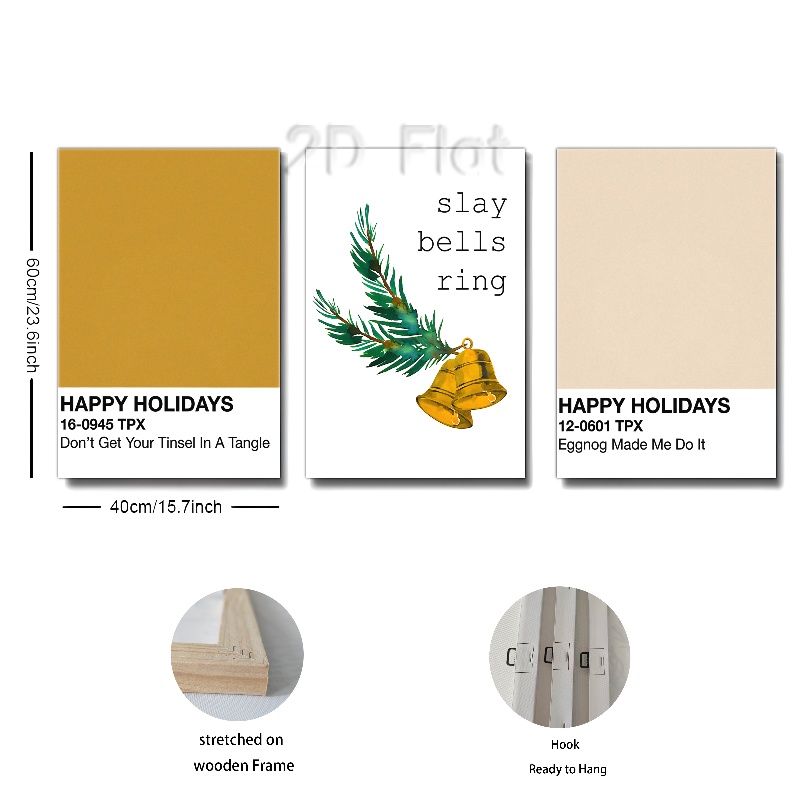 2D Flat
60cm/23.6inch
HAPPY HOLIDAYS
16-0945 TPX
Don't Get Your Tinsel In A Tangle
40cm/15.7inch
slay
bells
ring
HAPPY HOLIDAYS
12-0601 TPX
Eggnog Made Me Do It
stretched on
wooden Frame
Hook
Ready to Hang